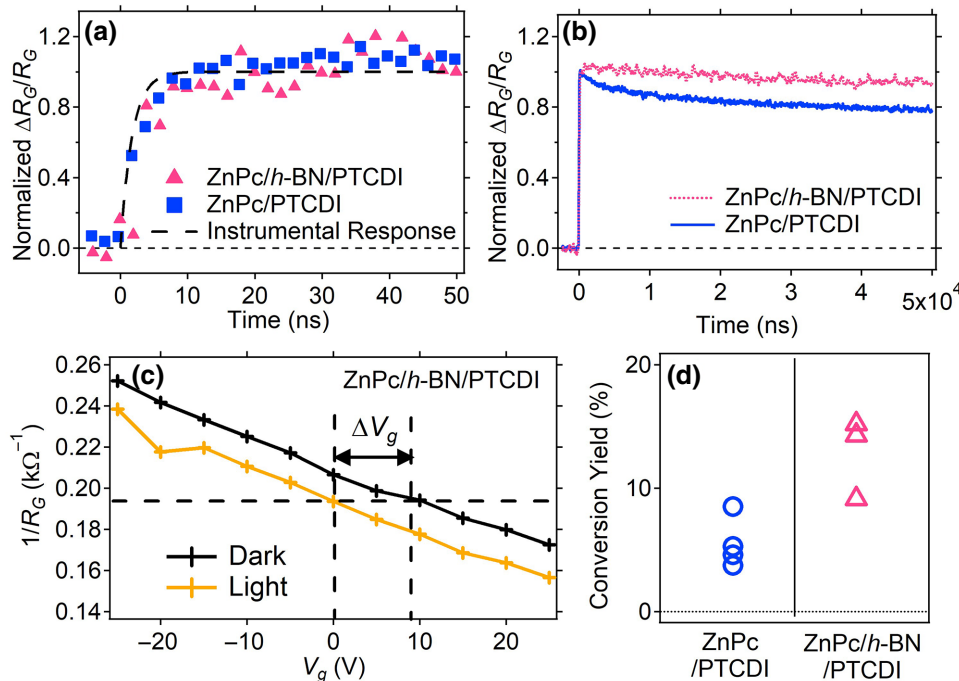 (a)
Normalized ΔR_G/R_G
1.2
0.8
0.4
0.0
ZnPc/h-BN/PTCDI
ZnPc/PTCDI
Instrumental Response
0 10 20 30 40 50
Time (ns)
(b)
Normalized ΔR_G/R_G
1.2
0.8
0.4
0.0
ZnPc/h-BN/PTCDI
ZnPc/PTCDI
0 1 2 3 4 5x10⁴
Time (ns)
(c)
ZnPc/h-BN/PTCDI
1/R_G (kΩ⁻¹)
0.26
0.24
0.22
0.20
0.18
0.16
0.14
ΔV_g
Dark
Light
−20 −10 0 10 20
V_g (V)
(d)
Conversion Yield (%)
20
10
0
ZnPc
/PTCDI
ZnPc/h-BN
/PTCDI